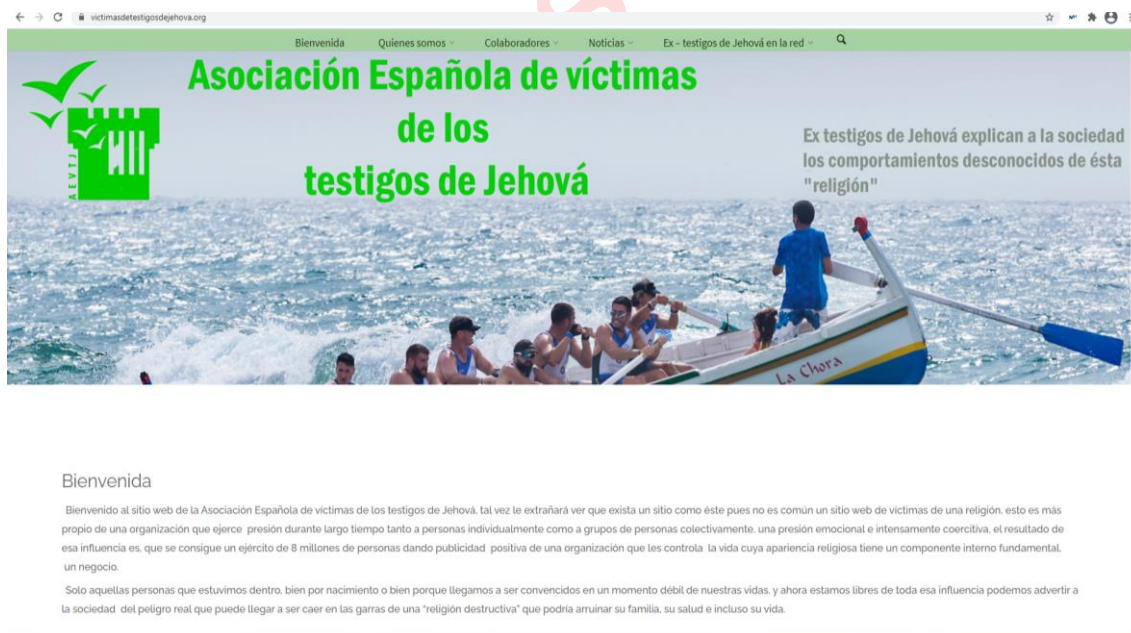 victimasdetestigosdejehova.org
Bienvenida Quienes somos Colaboradores Noticias Ex – testigos de Jehová en la red
Asociación Española de víctimas
de los
testigos de Jehová
AEVTJ
Ex testigos de Jehová explican a la sociedad
los comportamientos desconocidos de ésta
"religión"
La Chora
Bienvenida
Bienvenido al sitio web de la Asociación Española de víctimas de los testigos de Jehová, tal vez le extrañará ver que exista un sitio como éste pues no es común un sitio web de víctimas de una religión, esto es más
propio de una organización que ejerce presión durante largo tiempo tanto a personas individualmente como a grupos de personas colectivamente, una presión emocional e intensamente coercitiva, el resultado de
esa influencia es, que se consigue un ejército de 8 millones de personas dando publicidad positiva de una organización que les controla la vida cuya apariencia religiosa tiene un componente interno fundamental,
un negocio.
Solo aquellas personas que estuvimos dentro, bien por nacimiento o bien porque llegamos a ser convencidos en un momento débil de nuestras vidas, y ahora estamos libres de toda esa influencia podemos advertir a
la sociedad del peligro real que puede llegar a ser caer en las garras de una "religión destructiva" que podría arruinar su familia, su salud e incluso su vida.